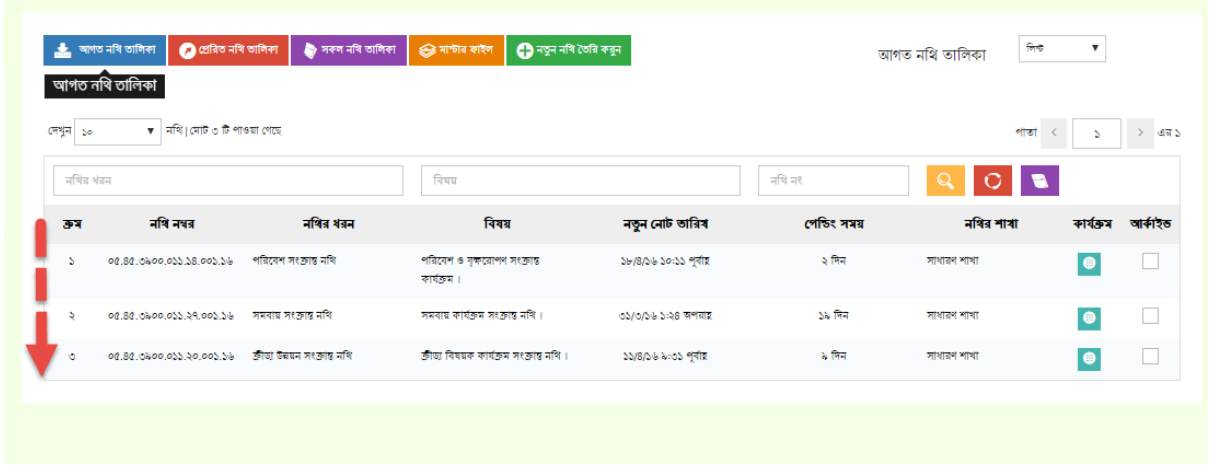 আগত নথি তালিকা প্রেরিত নথি তালিকা সকল নথি তালিকা মাস্টার ফাইল নতুন নথি তৈরি করুন
আগত নথি তালিকা লিস্ট
আগত নথি তালিকা
দেখুন ১০ নথি | মোট ৩ টি পাওয়া গেছে পাতা < ১ > এর ১
নথির ধরন বিষয় নথি নং
ক্রম নথি নম্বর নথির ধরন বিষয় নতুন নোট তারিখ পেন্ডিং সময় নথির শাখা কার্যক্রম আর্কাইভ
১ ০৫.৪৫.৩৯০০.০১১.১৪.০০১.১৬ পরিবেশ সংক্রান্ত নথি পরিবেশ ও বৃক্ষরোপণ সংক্রান্ত ১৮/৪/১৬ ১০:১১ পূর্বাহ্ন ২ দিন সাধারণ শাখা
কার্যক্রম ।
২ ০৫.৪৫.৩৯০০.০১১.২৭.০০১.১৬ সমবায় সংক্রান্ত নথি সমবায় কার্যক্রম সংক্রান্ত নথি । ৩১/৩/১৬ ১:২৪ অপরাহ্ন ১৯ দিন সাধারণ শাখা
৩ ০৫.৪৫.৩৯০০.০১১.২০.০০১.১৬ ক্রীড়া উন্নয়ন সংক্রান্ত নথি ক্রীড়া বিষয়ক কার্যক্রম সংক্রান্ত নথি । ১১/৪/১৬ ৯:৩১ পূর্বাহ্ন ৯ দিন সাধারণ শাখা